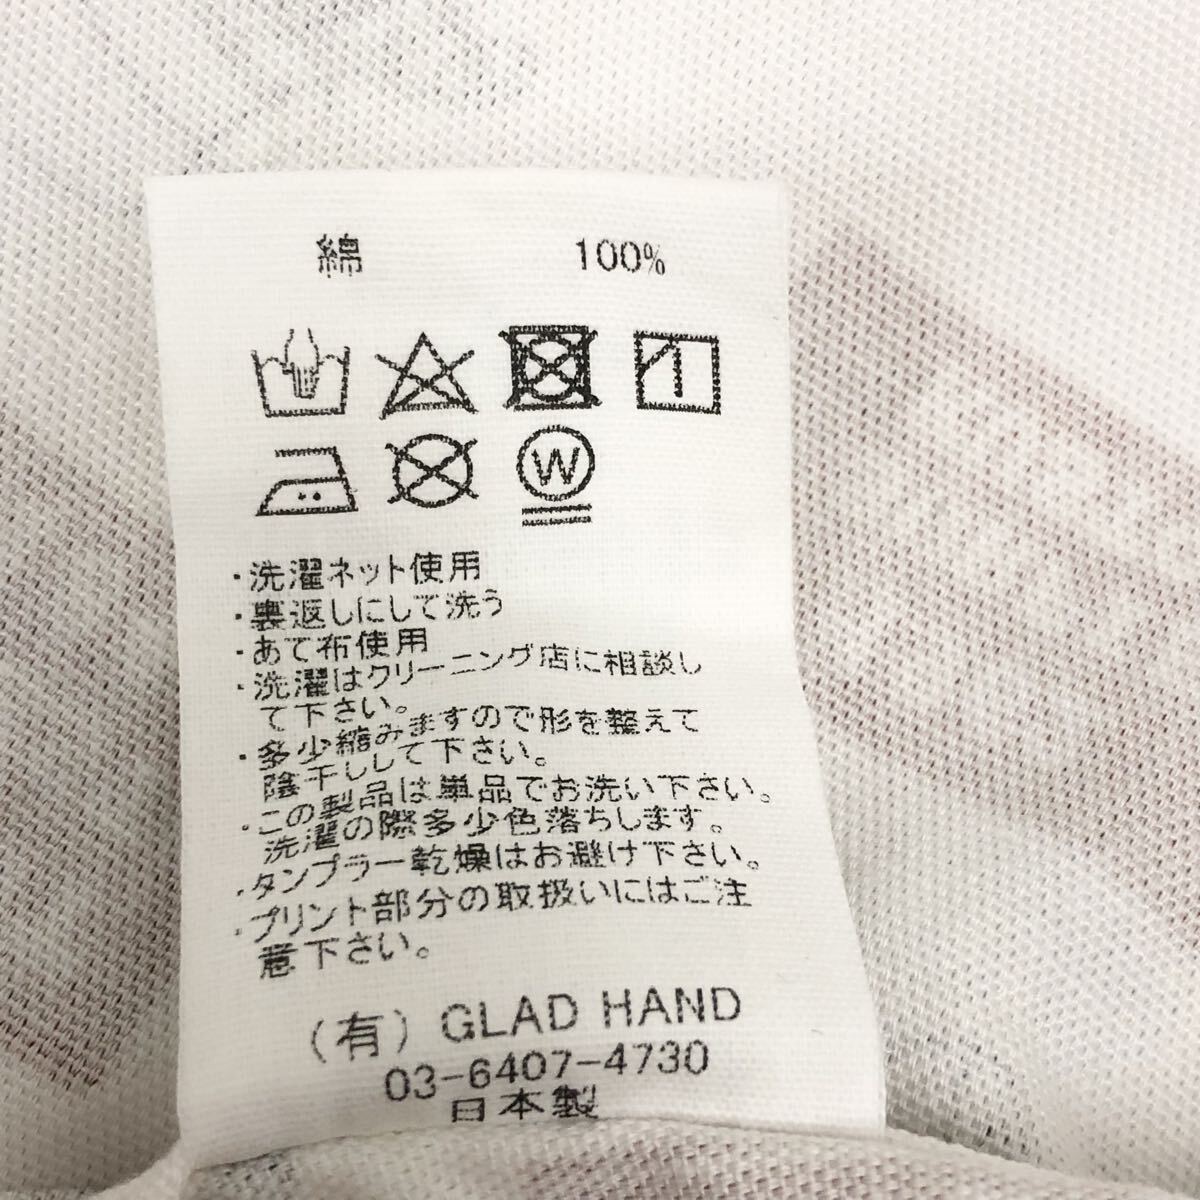 綿 100%
W
・洗濯ネット使用
・裏返しにして洗う
・あて布使用
・洗濯はクリーニング店に相談し
て下さい。
・多少縮みますので形を整えて
陰干しして下さい。
・この製品は単品でお洗い下さい。
洗濯の際多少色落ちします。
・タンブラー乾燥はお避け下さい。
・プリント部分の取扱いにはご注
意下さい。
(有) GLAD HAND
03-6407-4730
日本製